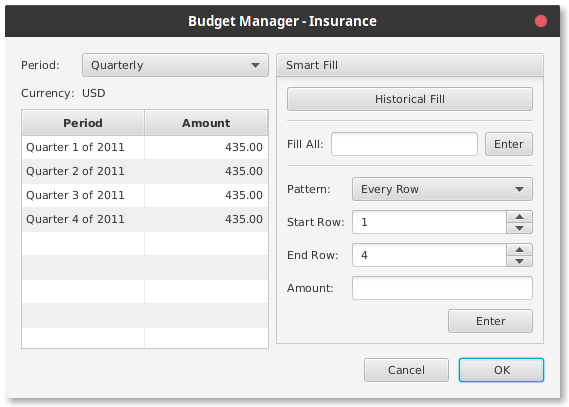 Budget Manager - Insurance
Period: Quarterly
Currency: USD
Period Amount
Quarter 1 of 2011 435.00
Quarter 2 of 2011 435.00
Quarter 3 of 2011 435.00
Quarter 4 of 2011 435.00
Smart Fill
Historical Fill
Fill All: Enter
Pattern: Every Row
Start Row: 1
End Row: 4
Amount:
Enter
Cancel OK